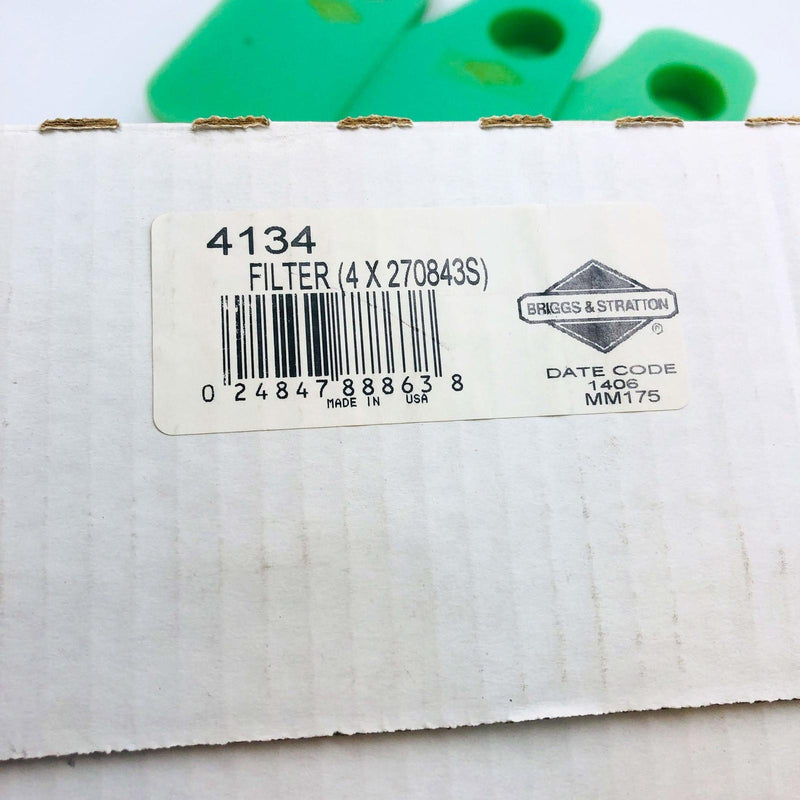 4134
FILTER (4 X 270843S)
0 24847 88863 8
MADE IN USA
BRIGGS & STRATTON
®
DATE CODE
1406
MM175